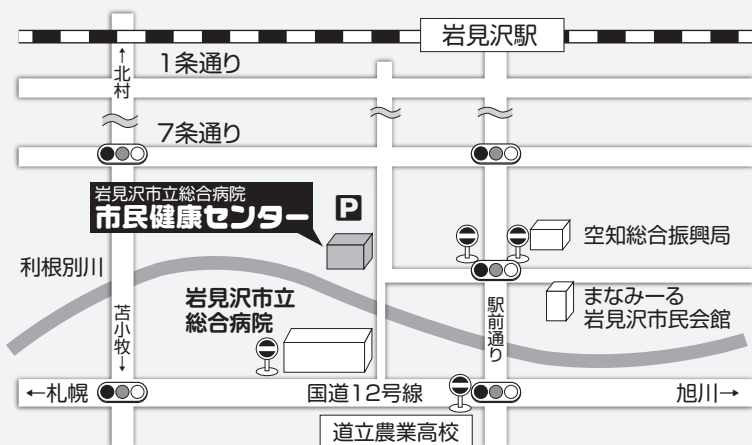 岩見沢駅
←北村
1条通り
7条通り
岩見沢市立総合病院
市民健康センター
P
空知総合振興局
利根別川
まなみーる
岩見沢市民会館
岩見沢市立
総合病院
駅前通り
苫小牧→
←札幌
国道12号線
旭川→
道立農業高校